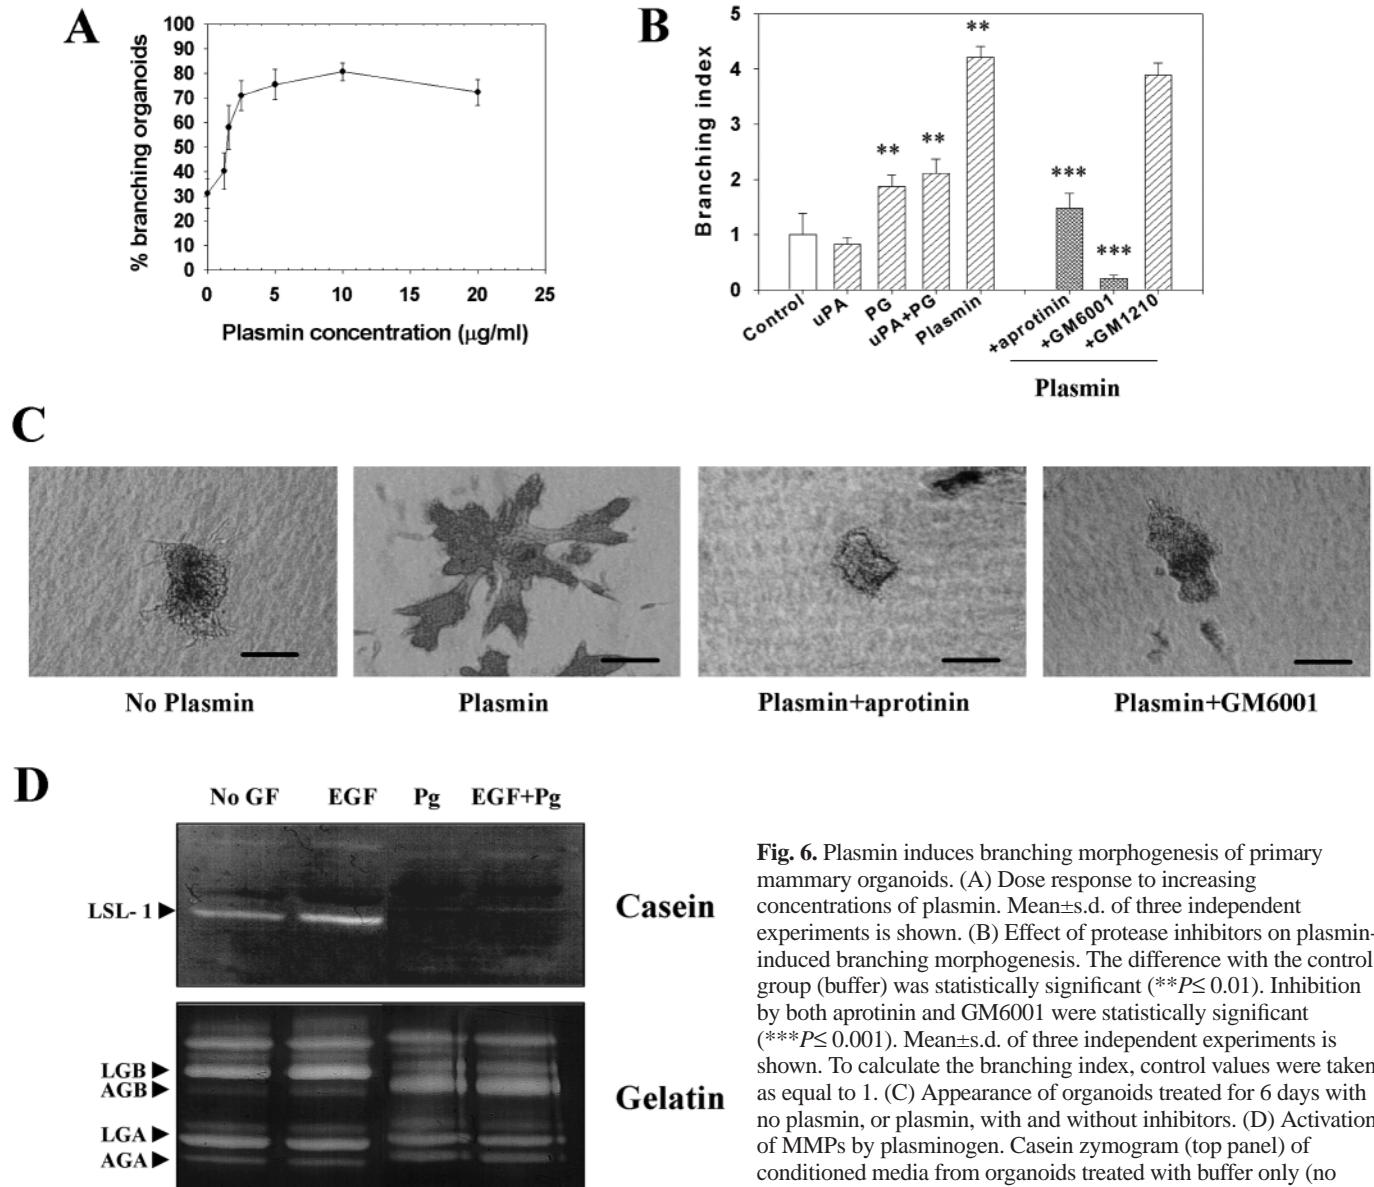 A
% branching organoids
100
90
80
70
60
50
40
30
20
10
0
0 5 10 15 20 25
Plasmin concentration (µg/ml)
B
Branching index
5
4
3
2
1
0
** ** ** *** ***
Control uPA PG uPA+PG Plasmin +aprotinin +GM6001 +GM1210
Plasmin
C
No Plasmin Plasmin Plasmin+aprotinin Plasmin+GM6001
D
No GF EGF Pg EGF+Pg
LSL-1
Casein
LGB
AGB
LGA
AGA
Gelatin
Fig. 6. Plasmin induces branching morphogenesis of primary
mammary organoids. (A) Dose response to increasing
concentrations of plasmin. Mean±s.d. of three independent
experiments is shown. (B) Effect of protease inhibitors on plasmin-
induced branching morphogenesis. The difference with the control
group (buffer) was statistically significant (**P≤ 0.01). Inhibition
by both aprotinin and GM6001 were statistically significant
(***P≤ 0.001). Mean±s.d. of three independent experiments is
shown. To calculate the branching index, control values were taken
as equal to 1. (C) Appearance of organoids treated for 6 days with
no plasmin, or plasmin, with and without inhibitors. (D) Activation
of MMPs by plasminogen. Casein zymogram (top panel) of
conditioned media from organoids treated with buffer only (no